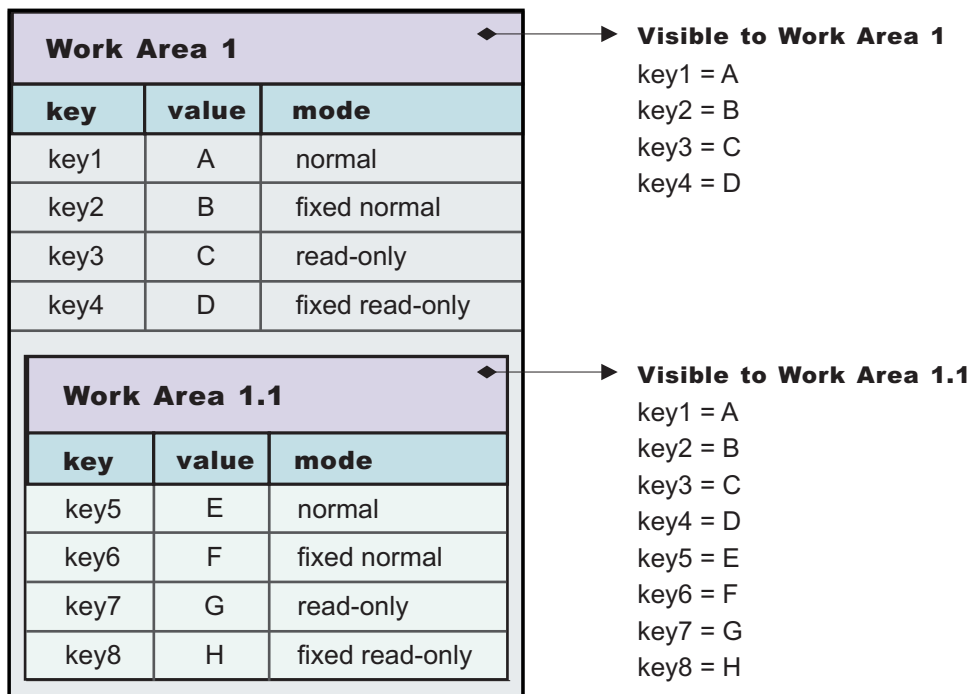 Work Area 1
key value mode
key1 A normal
key2 B fixed normal
key3 C read-only
key4 D fixed read-only
Visible to Work Area 1
key1 = A
key2 = B
key3 = C
key4 = D
Work Area 1.1
key value mode
key5 E normal
key6 F fixed normal
key7 G read-only
key8 H fixed read-only
Visible to Work Area 1.1
key1 = A
key2 = B
key3 = C
key4 = D
key5 = E
key6 = F
key7 = G
key8 = H